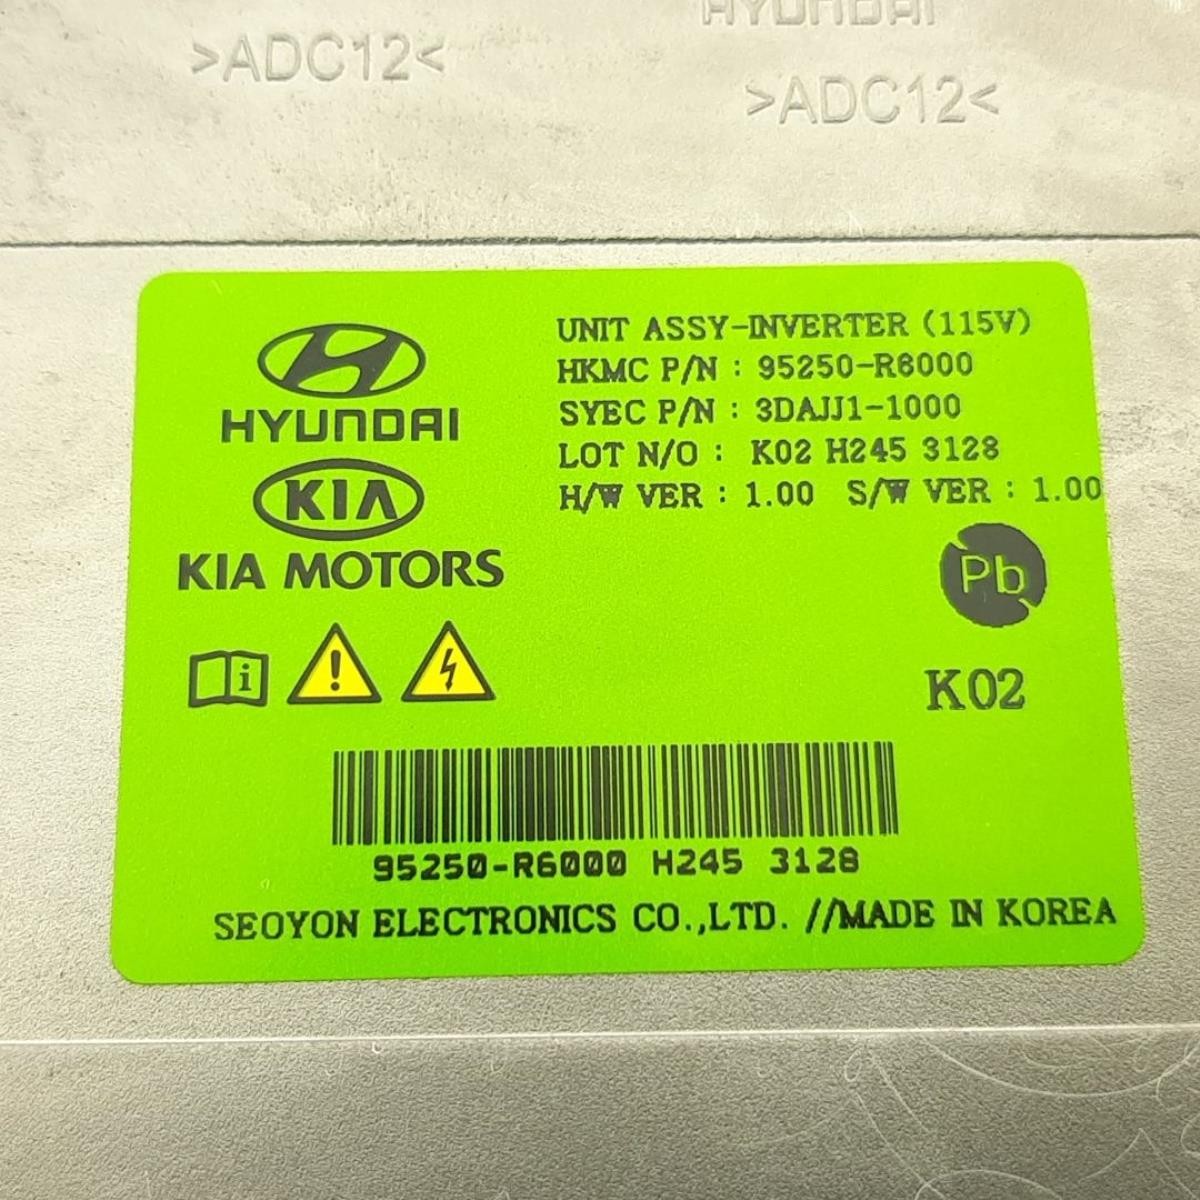 HYUNDAI
>ADC12<
>ADC12<
HYUNDAI
KIA
KIA MOTORS
UNIT ASSY-INVERTER (115V)
HKMC P/N : 95250-R6000
SYEC P/N : 3DAJJ1-1000
LOT N/O : K02 H245 3128
H/W VER : 1.00 S/W VER : 1.00
Pb
i
K02
95250-R6000 H245 3128
SEOYON ELECTRONICS CO.,LTD. //MADE IN KOREA